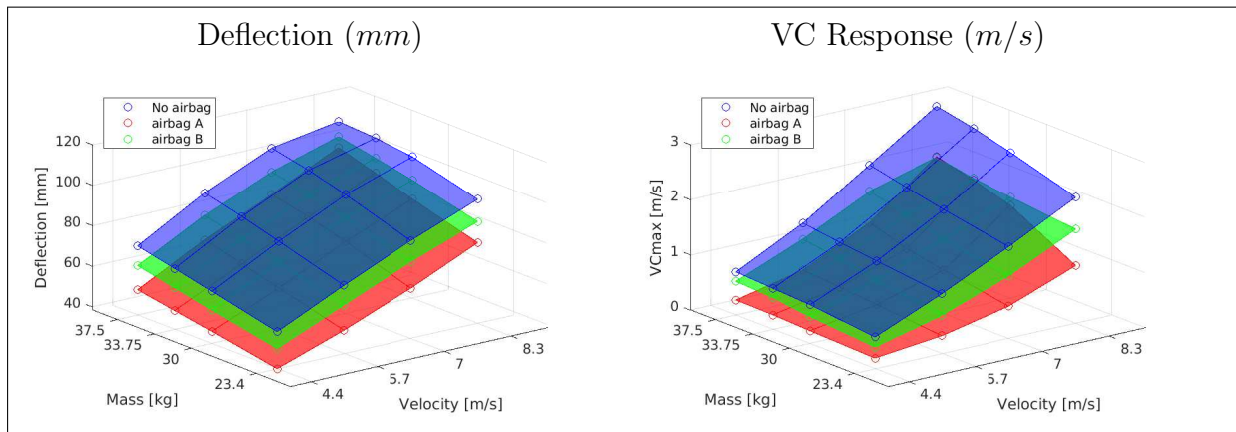 Deflection (mm)
No airbag
airbag A
airbag B
120
100
80
60
40
Deflection [mm]
37.5
33.75
30
23.4
Mass [kg]
4.4
5.7
7
8.3
Velocity [m/s]
VC Response (m/s)
No airbag
airbag A
airbag B
3
2
1
0
VCmax [m/s]
37.5
33.75
30
23.4
Mass [kg]
4.4
5.7
7
8.3
Velocity [m/s]